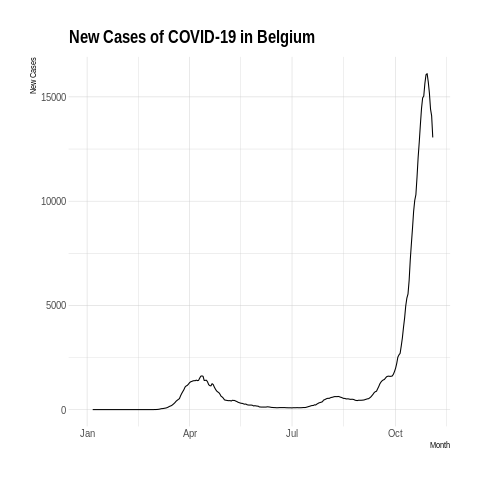 New Cases of COVID-19 in Belgium
New Cases
15000
10000
5000
0
Jan Apr Jul Oct
Month